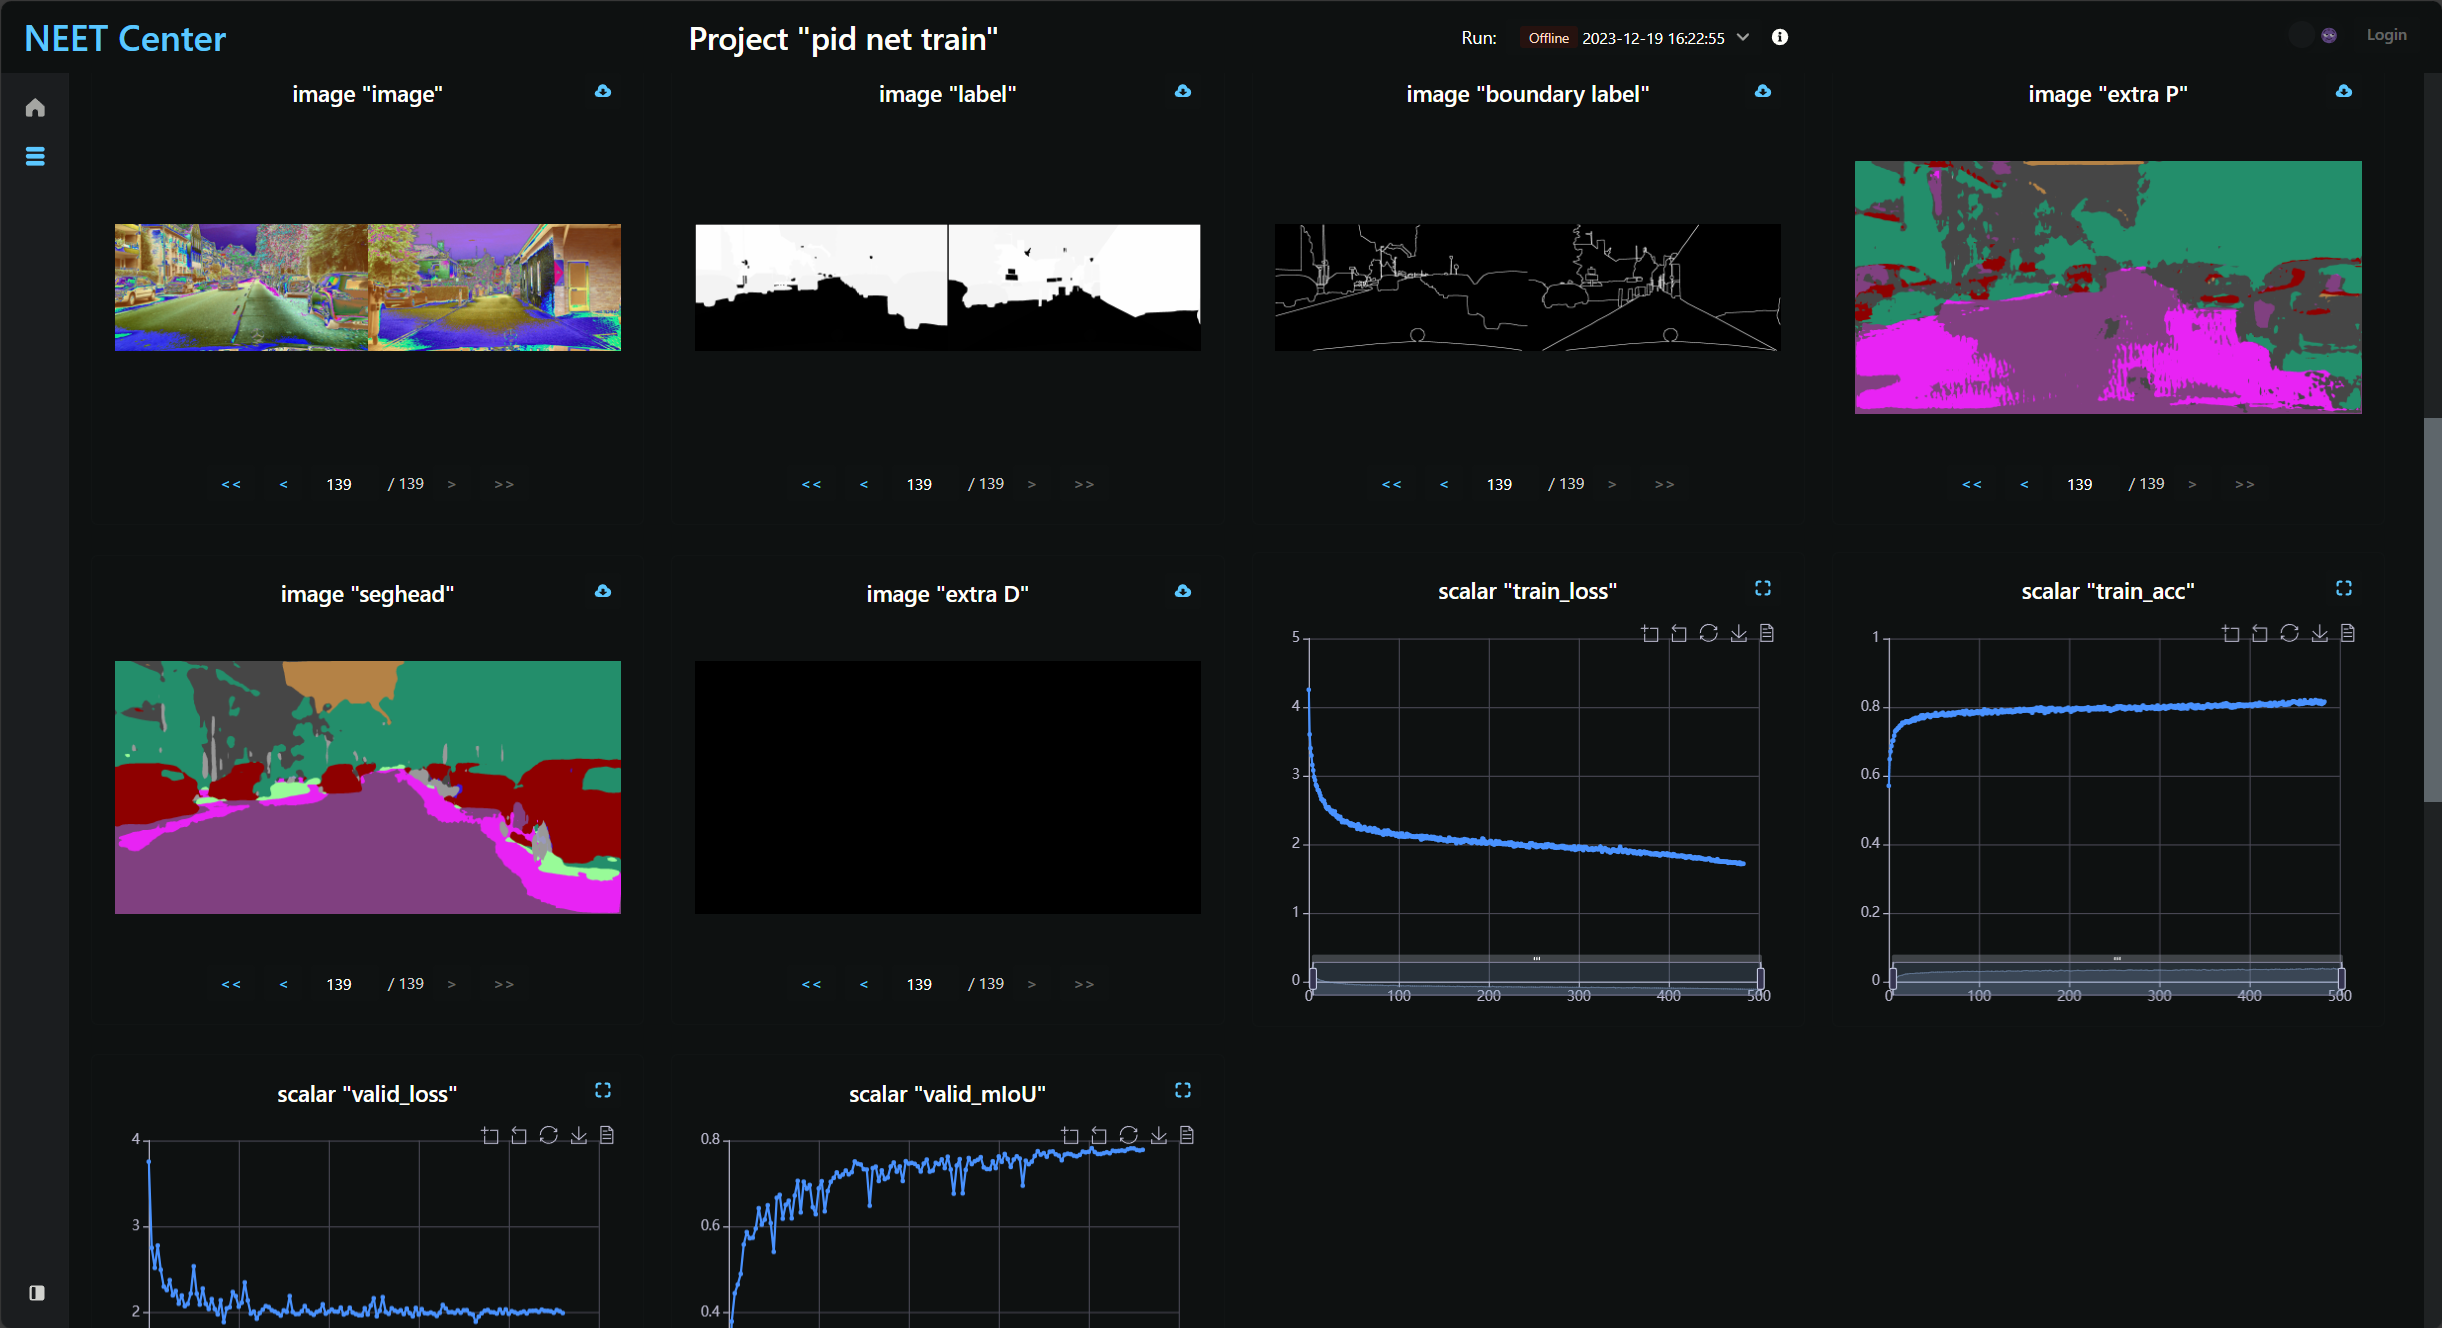 NEET Center
Project "pid net train"
Run: Offline 2023-12-19 16:22:55
Login
image "image"
image "label"
image "boundary label"
image "extra P"
<< < 139 / 139 > >>
<< < 139 / 139 > >>
<< < 139 / 139 > >>
<< < 139 / 139 > >>
image "seghead"
image "extra D"
scalar "train_loss"
scalar "train_acc"
<< < 139 / 139 > >>
<< < 139 / 139 > >>
5
4
3
2
1
0
0 100 200 300 400 500
1
0.8
0.6
0.4
0.2
0
0 100 200 300 400 500
scalar "valid_loss"
scalar "valid_mIoU"
4
3
2
0.8
0.6
0.4